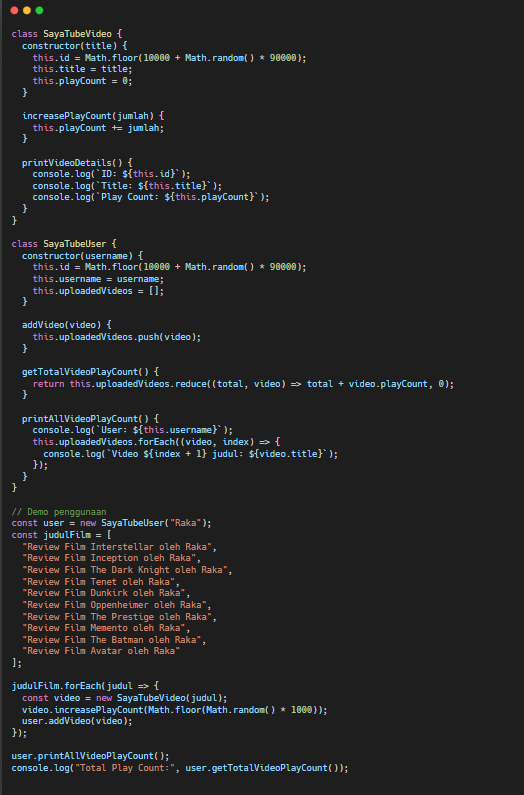 class SayaTubeVideo {
  constructor(title) {
    this.id = Math.floor(10000 + Math.random() * 90000);
    this.title = title;
    this.playCount = 0;
  }

  increasePlayCount(jumlah) {
    this.playCount += jumlah;
  }

  printVideoDetails() {
    console.log(`ID: ${this.id}`);
    console.log(`Title: ${this.title}`);
    console.log(`Play Count: ${this.playCount}`);
  }
}

class SayaTubeUser {
  constructor(username) {
    this.id = Math.floor(10000 + Math.random() * 90000);
    this.username = username;
    this.uploadedVideos = [];
  }

  addVideo(video) {
    this.uploadedVideos.push(video);
  }

  getTotalVideoPlayCount() {
    return this.uploadedVideos.reduce((total, video) => total + video.playCount, 0);
  }

  printAllVideoPlayCount() {
    console.log(`User: ${this.username}`);
    this.uploadedVideos.forEach((video, index) => {
      console.log(`Video ${index + 1} judul: ${video.title}`);
    });
  }
}

// Demo penggunaan
const user = new SayaTubeUser("Raka");
const judulFilm = [
  "Review Film Interstellar oleh Raka",
  "Review Film Inception oleh Raka",
  "Review Film The Dark Knight oleh Raka",
  "Review Film Tenet oleh Raka",
  "Review Film Dunkirk oleh Raka",
  "Review Film Oppenheimer oleh Raka",
  "Review Film The Prestige oleh Raka",
  "Review Film Memento oleh Raka",
  "Review Film The Batman oleh Raka",
  "Review Film Avatar oleh Raka"
];

judulFilm.forEach(judul => {
  const video = new SayaTubeVideo(judul);
  video.increasePlayCount(Math.floor(Math.random() * 1000));
  user.addVideo(video);
});

user.printAllVideoPlayCount();
console.log("Total Play Count:", user.getTotalVideoPlayCount());